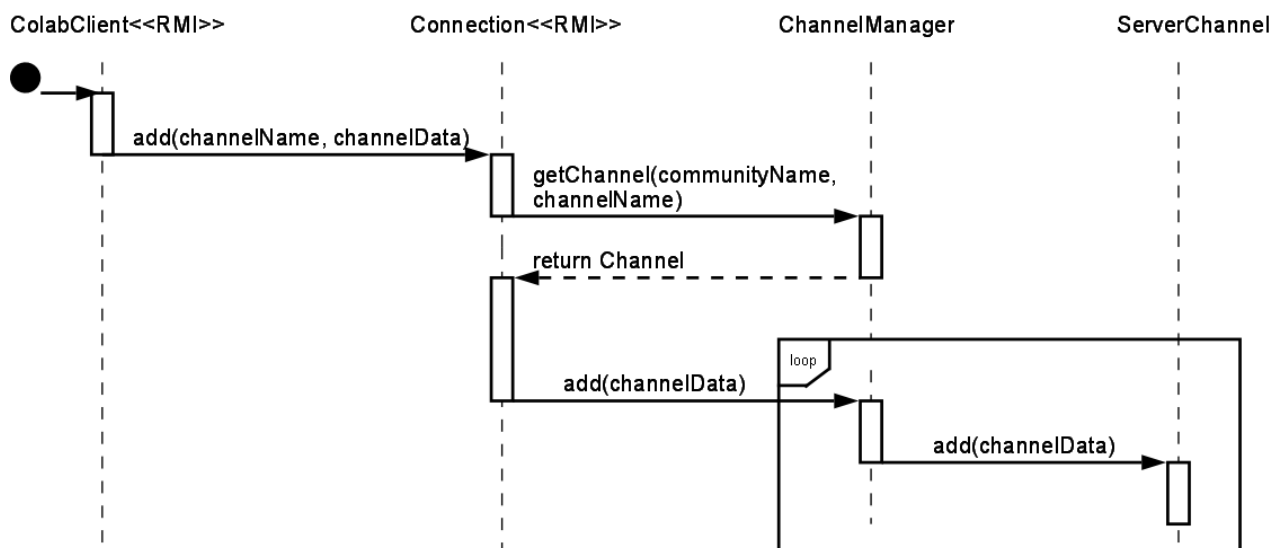 ColabClient<<RMI>>
Connection<<RMI>>
ChannelManager
ServerChannel
add(channelName, channelData)
getChannel(communityName,
channelName)
return Channel
loop
add(channelData)
add(channelData)